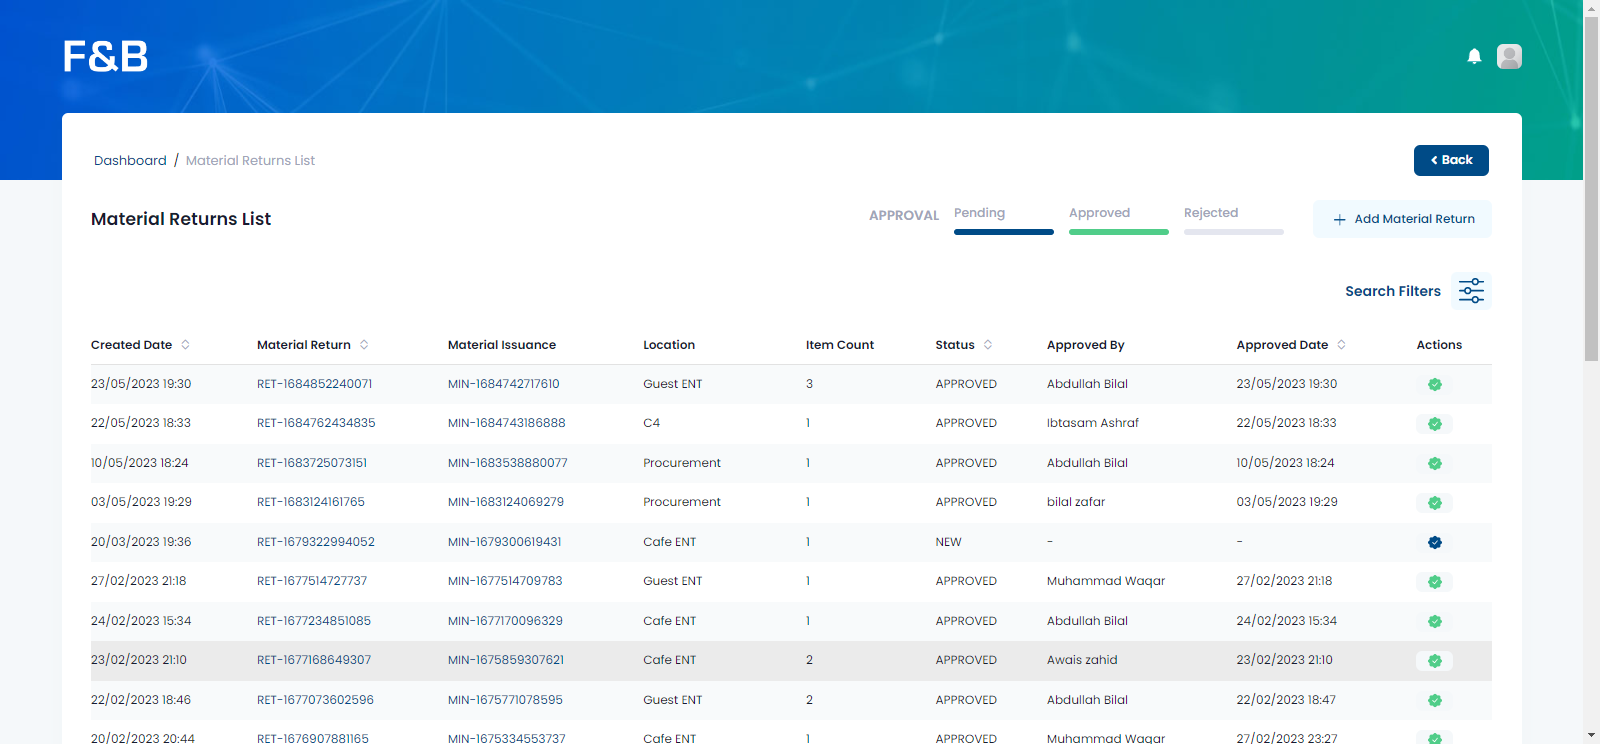 F&B
Dashboard / Material Returns List
Back
Material Returns List
APPROVAL Pending Approved Rejected
+ Add Material Return
Search Filters
Created Date Material Return Material Issuance Location Item Count Status Approved By Approved Date Actions
23/05/2023 19:30 RET-1684852240071 MIN-1684742717610 Guest ENT 3 APPROVED Abdullah Bilal 23/05/2023 19:30
22/05/2023 18:33 RET-1684762434835 MIN-1684743186888 C4 1 APPROVED Ibtasam Ashraf 22/05/2023 18:33
10/05/2023 18:24 RET-1683725073151 MIN-1683538880077 Procurement 1 APPROVED Abdullah Bilal 10/05/2023 18:24
03/05/2023 19:29 RET-1683124161765 MIN-1683124069279 Procurement 1 APPROVED bilal zafar 03/05/2023 19:29
20/03/2023 19:36 RET-1679322994052 MIN-1679300619431 Cafe ENT 1 NEW - -
27/02/2023 21:18 RET-1677514727737 MIN-1677514709783 Guest ENT 1 APPROVED Muhammad Waqar 27/02/2023 21:18
24/02/2023 15:34 RET-1677234851085 MIN-1677170096329 Cafe ENT 1 APPROVED Abdullah Bilal 24/02/2023 15:34
23/02/2023 21:10 RET-1677168649307 MIN-1675859307621 Cafe ENT 2 APPROVED Awais zahid 23/02/2023 21:10
22/02/2023 18:46 RET-1677073602596 MIN-1675771078595 Guest ENT 2 APPROVED Abdullah Bilal 22/02/2023 18:47
20/02/2023 20:44 RET-1676907881165 MIN-1675334553737 Cafe ENT 1 APPROVED Muhammad Waqar 27/02/2023 23:27